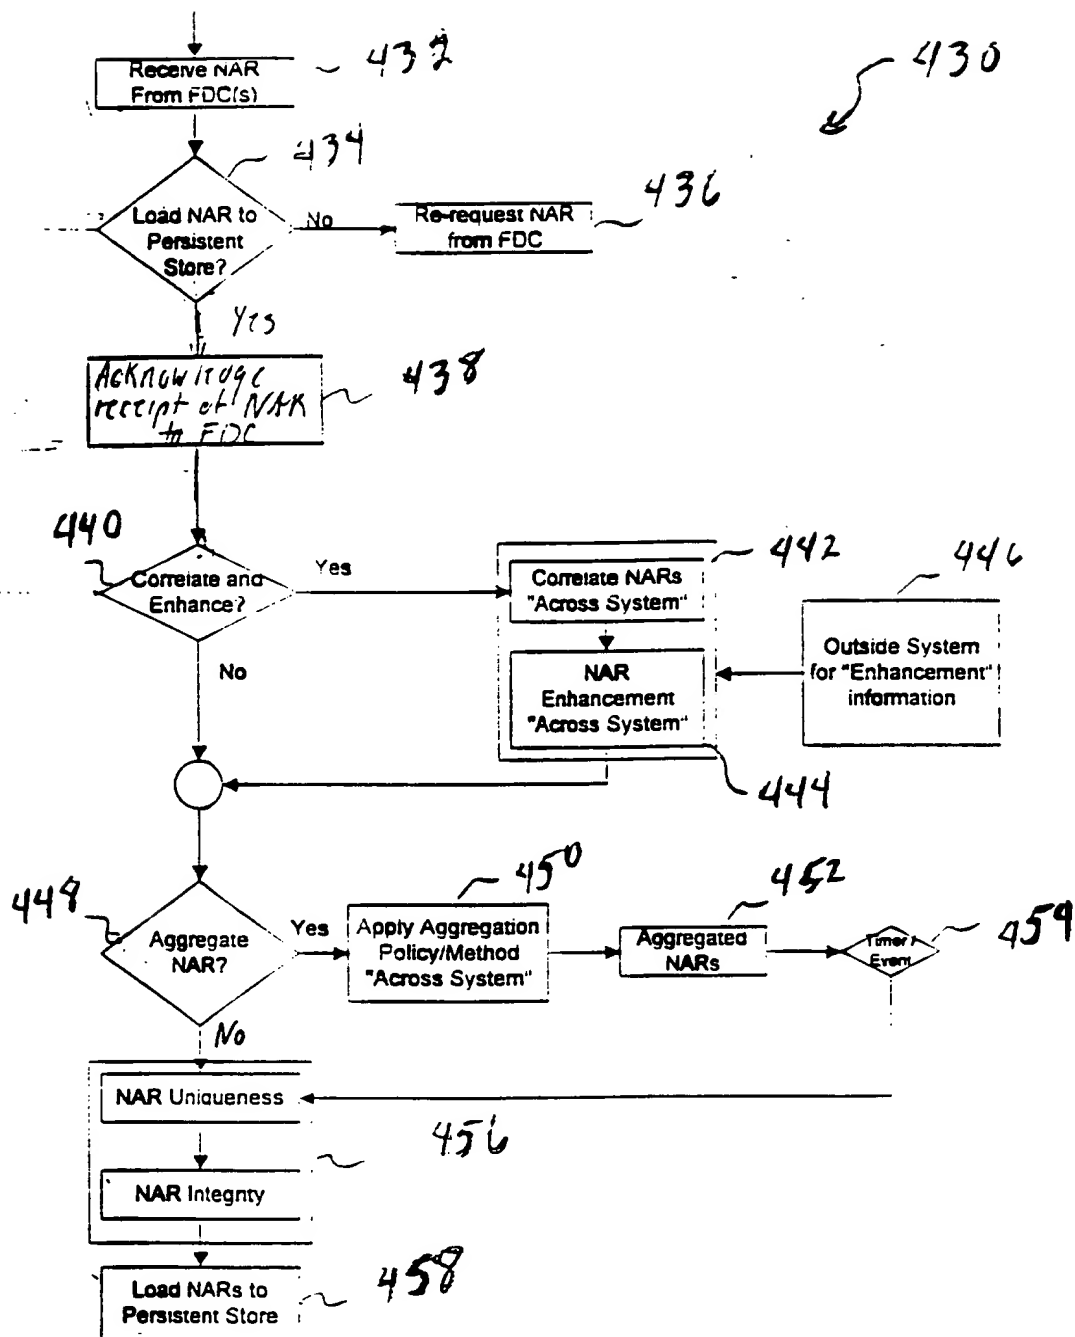 Receive NAR
From FDC(s)
432
430
434
Load NAR to
Persistent
Store?
No
Re-request NAR
from FDC
436
Yes
Acknowledge
receipt of NAR
to FDC
438
440
Correlate and
Enhance?
Yes
No
Correlate NARs
"Across System"
442
NAR
Enhancement
"Across System"
444
446
Outside System
for "Enhancement"
information
448
Aggregate
NAR?
Yes
No
450
Apply Aggregation
Policy/Method
"Across System"
452
Aggregated
NARs
Timer /
Event
454
NAR Uniqueness
456
NAR Integrity
Load NARs to
Persistent Store
458